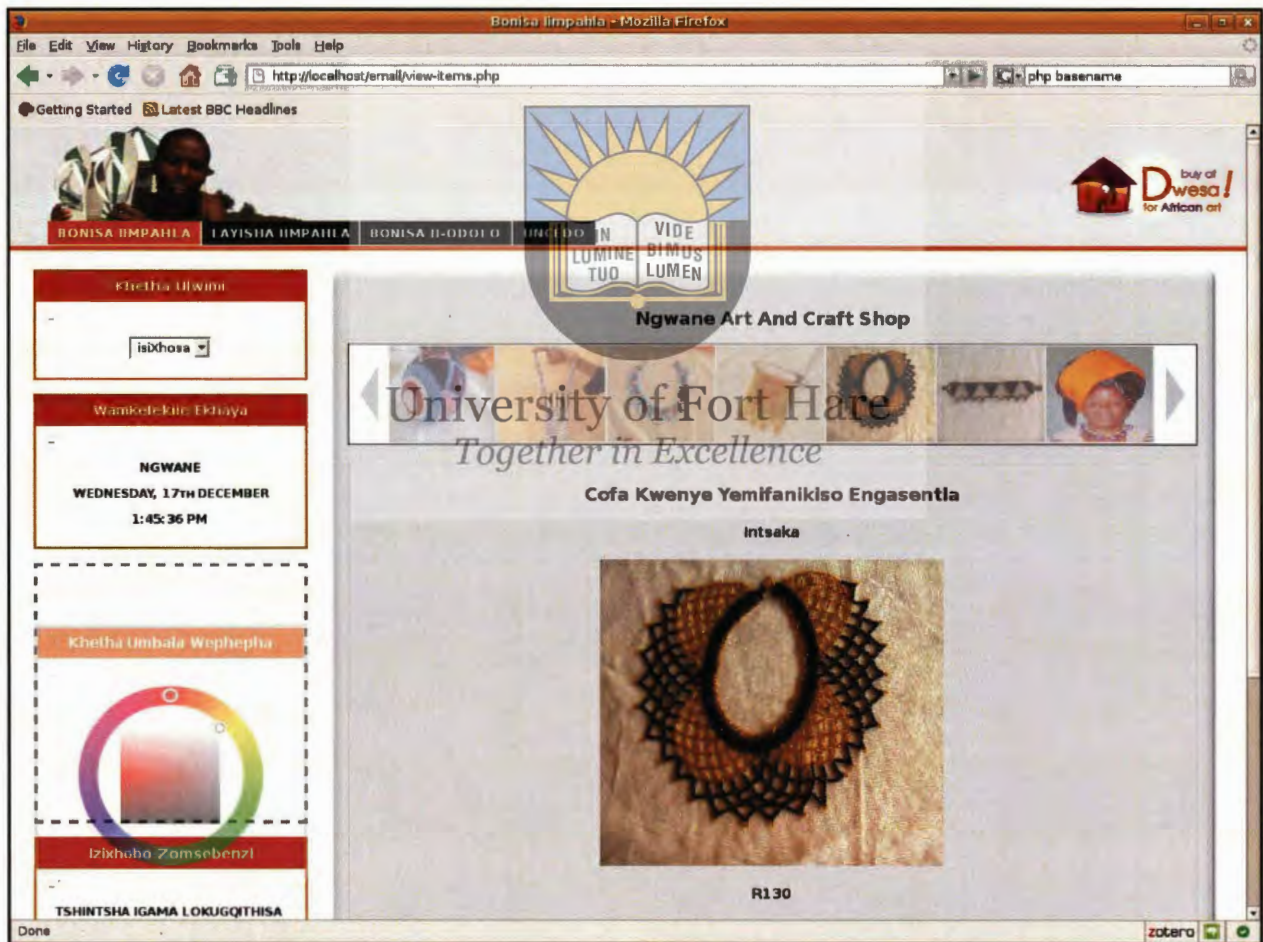 Bonisa Iimpahla - Mozilla Firefox
File Edit View History Bookmarks Tools Help
http://localhost/emall/view-items.php
php basename
Getting Started Latest BBC Headlines
buy at
Dwesa!
for African art
BONISA IIMPAHLA LAYISHA IIMPAHLA BONISA II-ODOLO UNCEDO
IN
LUMINE
TUO
VIDE
BIMUS
LUMEN
Khetha Ulwimi
isiXhosa
Wamkelekile Ekhaya
NGWANE
WEDNESDAY, 17TH DECEMBER
1:45:36 PM
Khetha Umbala Wephepha
Izixhobo Zomsebenzi
TSHINTSHA IGAMA LOKUGQITHISA
Ngwane Art And Craft Shop
University of Fort Hare
Together in Excellence
Cofa Kwenye Yemifanikiso Engasentla
Intsaka
R130
Done
zotero